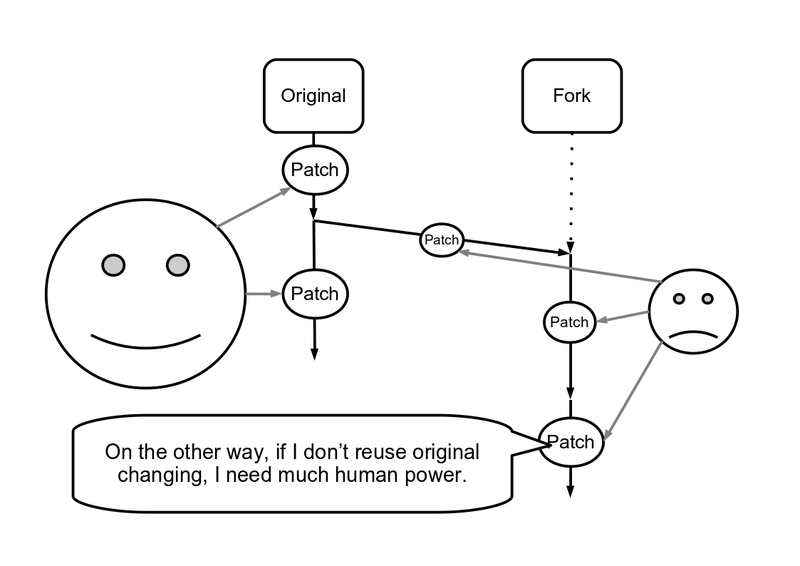 Original
Fork
Patch
Patch
Patch
Patch
Patch
On the other way, if I don’t reuse original
changing, I need much human power.